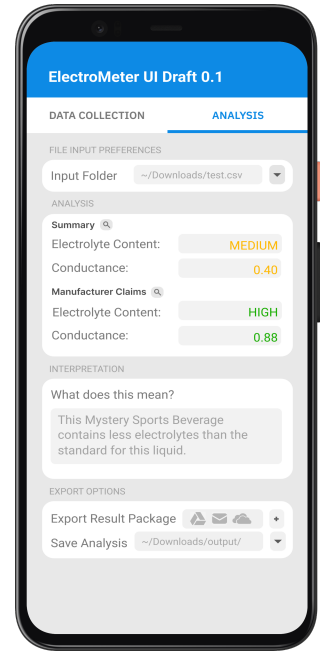 ElectroMeter UI Draft 0.1
DATA COLLECTION ANALYSIS
FILE INPUT PREFERENCES
Input Folder ~/Downloads/test.csv
ANALYSIS
Summary
Electrolyte Content: MEDIUM
Conductance: 0.40
Manufacturer Claims
Electrolyte Content: HIGH
Conductance: 0.88
INTERPRETATION
What does this mean?
This Mystery Sports Beverage
contains less electrolytes than the
standard for this liquid.
EXPORT OPTIONS
Export Result Package +
Save Analysis ~/Downloads/output/